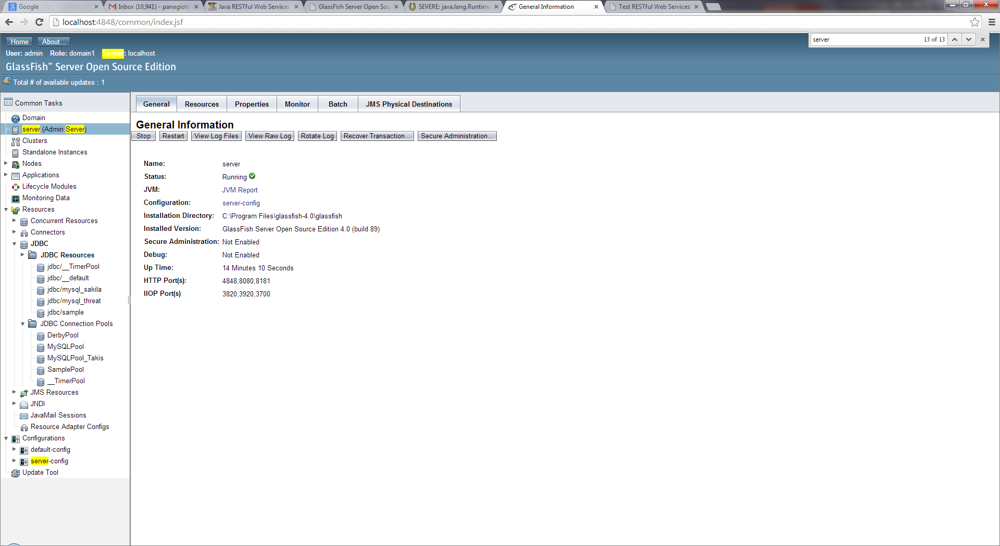 Google
Inbox (10,941) - panagioti
Java RESTful Web Services
GlassFish Server Open Sou
SEVERE: java.lang.Runtime
General Information
Test RESTful Web Services
localhost:4848/common/index.jsf
server
13 of 13
Home
About...
User: admin
Role: domain1
Server: localhost
GlassFish™ Server Open Source Edition
Total # of available updates : 1
Common Tasks
Domain
server (Admin Server)
Clusters
Standalone Instances
Nodes
Applications
Lifecycle Modules
Monitoring Data
Resources
Concurrent Resources
Connectors
JDBC
JDBC Resources
jdbc/__TimerPool
jdbc/__default
jdbc/mysql_sakila
jdbc/mysql_threat
jdbc/sample
JDBC Connection Pools
DerbyPool
MySQLPool
MySQLPool_Takis
SamplePool
__TimerPool
JMS Resources
JNDI
JavaMail Sessions
Resource Adapter Configs
Configurations
default-config
server-config
Update Tool
General
Resources
Properties
Monitor
Batch
JMS Physical Destinations
General Information
Stop
Restart
View Log Files
View Raw Log
Rotate Log
Recover Transaction...
Secure Administration...
Name: server
Status: Running
JVM: JVM Report
Configuration: server-config
Installation Directory: C:\Program Files\glassfish-4.0\glassfish
Installed Version: GlassFish Server Open Source Edition 4.0 (build 89)
Secure Administration: Not Enabled
Debug: Not Enabled
Up Time: 14 Minutes 10 Seconds
HTTP Port(s): 4848,8080,8181
IIOP Port(s) 3820,3920,3700